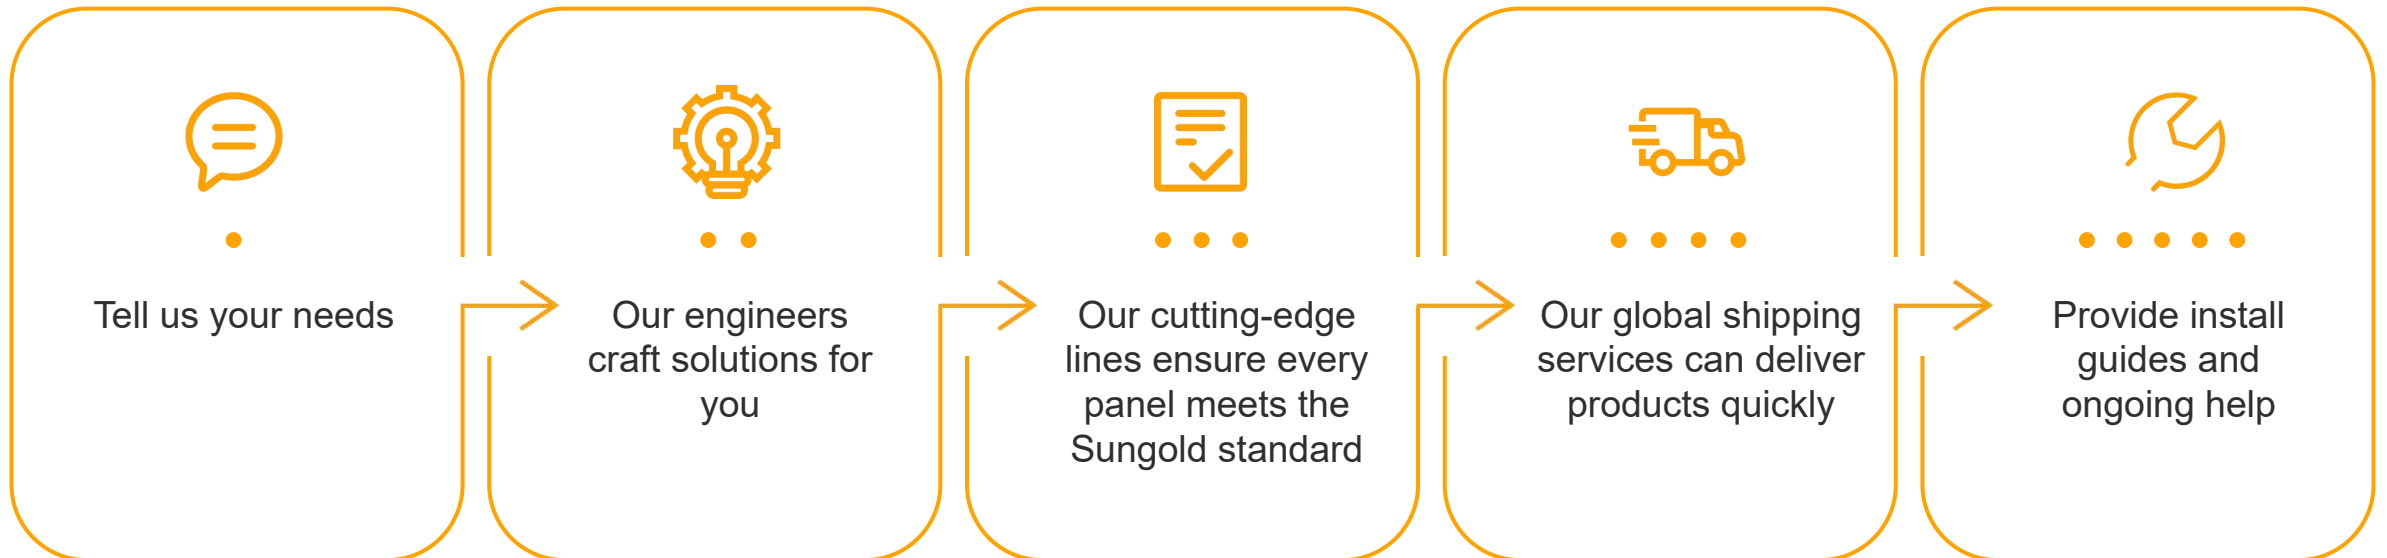 Tell us your needs
Our engineers
craft solutions for
you
Our cutting-edge
lines ensure every
panel meets the
Sungold standard
Our global shipping
services can deliver
products quickly
Provide install
guides and
ongoing help